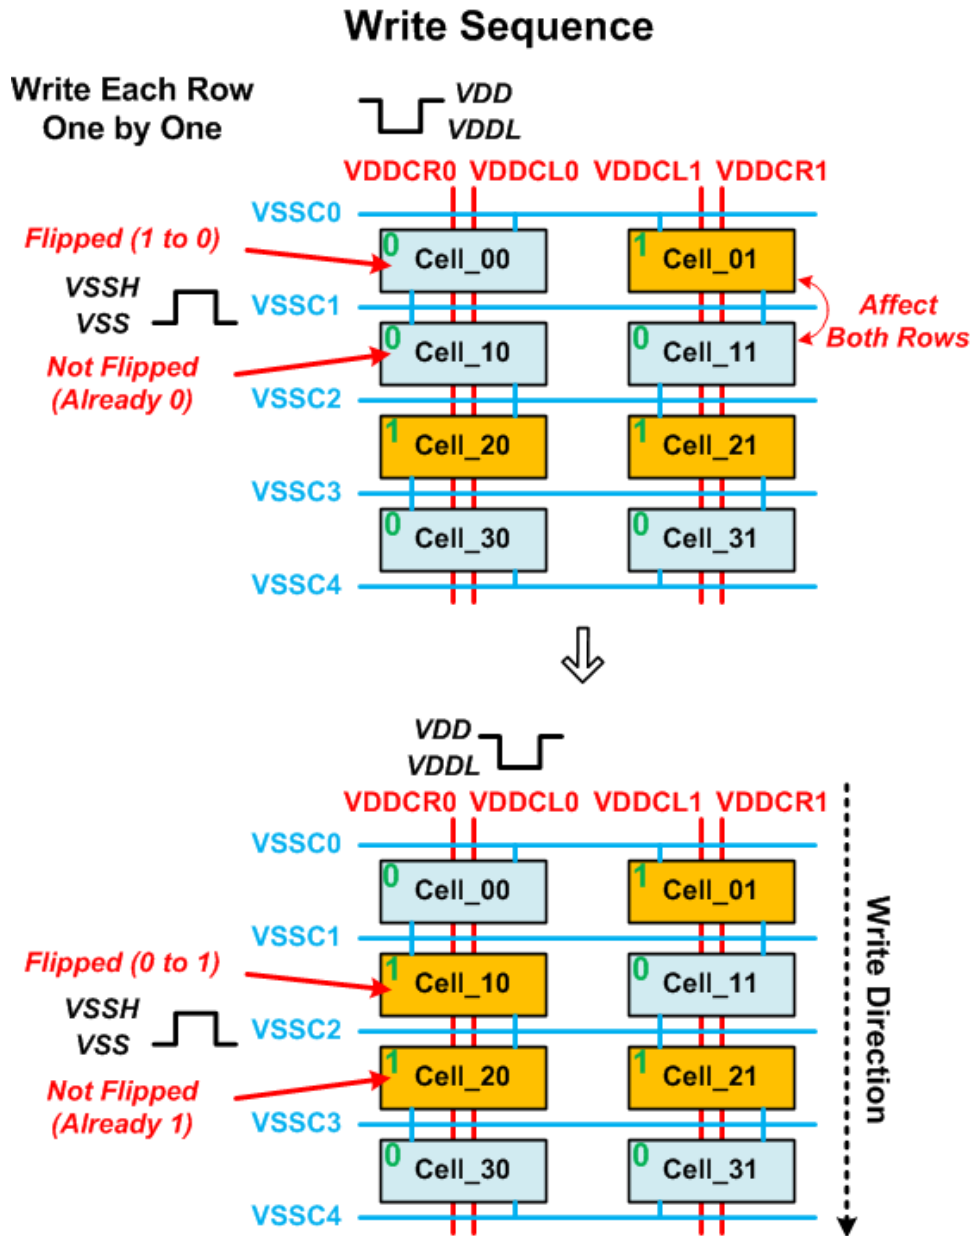 Write Sequence
Write Each Row
One by One
VDD
VDDL
VDDCR0 VDDCL0 VDDCL1 VDDCR1
VSSC0
Flipped (1 to 0)
0 Cell_00
1 Cell_01
VSSH
VSS
VSSC1
Affect
Both Rows
Not Flipped
(Already 0)
0 Cell_10
0 Cell_11
VSSC2
1 Cell_20
1 Cell_21
VSSC3
0 Cell_30
0 Cell_31
VSSC4
VDD
VDDL
VDDCR0 VDDCL0 VDDCL1 VDDCR1
VSSC0
0 Cell_00
1 Cell_01
VSSC1
Flipped (0 to 1)
1 Cell_10
0 Cell_11
VSSH
VSS
VSSC2
Not Flipped
(Already 1)
1 Cell_20
1 Cell_21
VSSC3
0 Cell_30
0 Cell_31
VSSC4
Write Direction